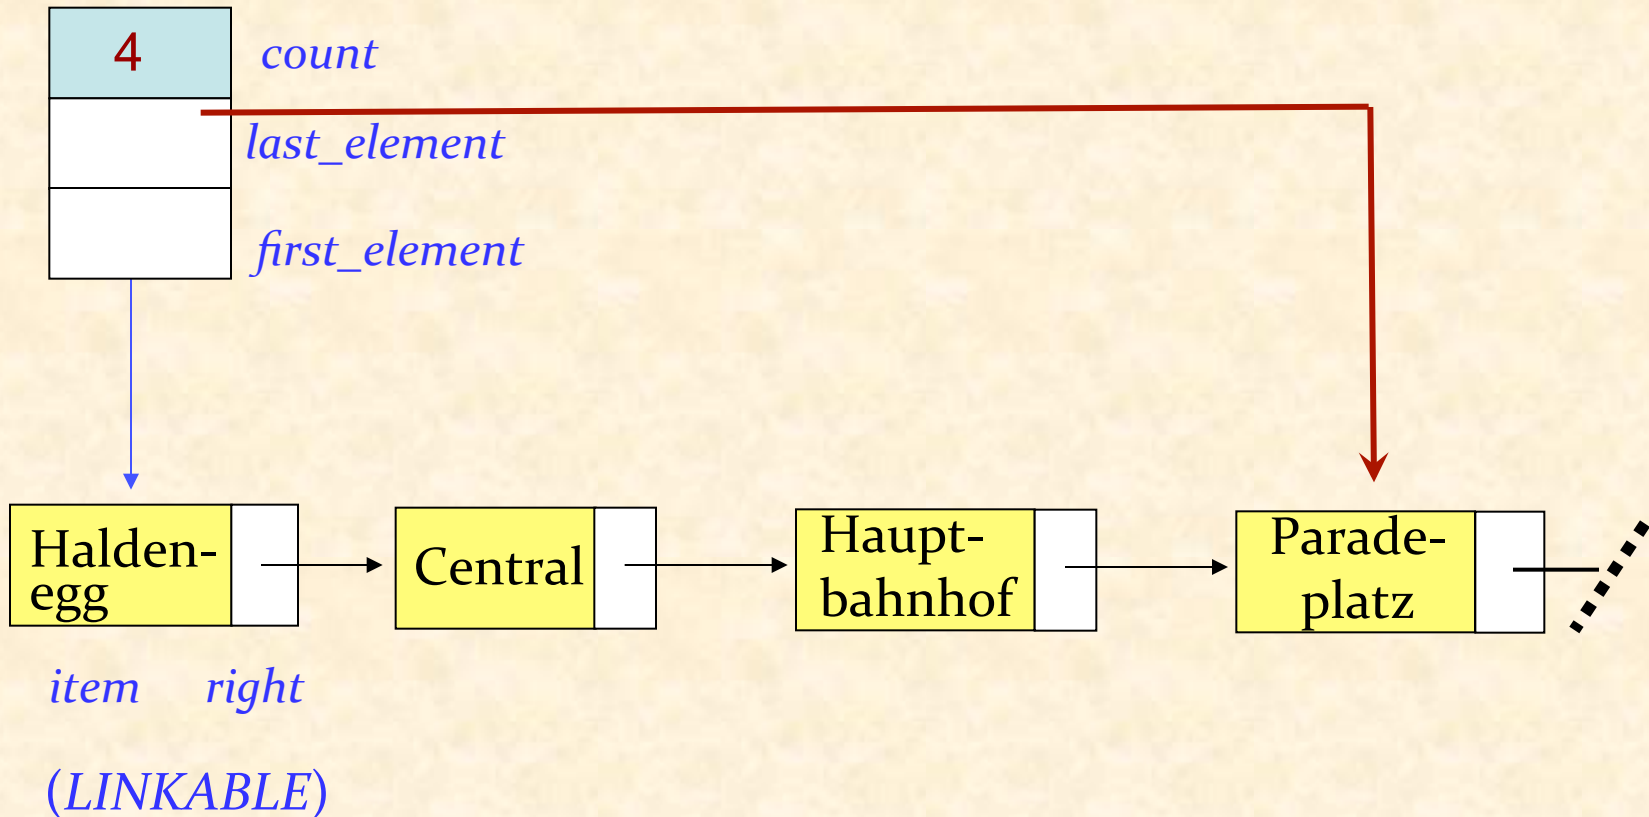 4
count
last_element
first_element
Halden-
egg
Central
Haupt-
bahnhof
Parade-
platz
item right
(LINKABLE)